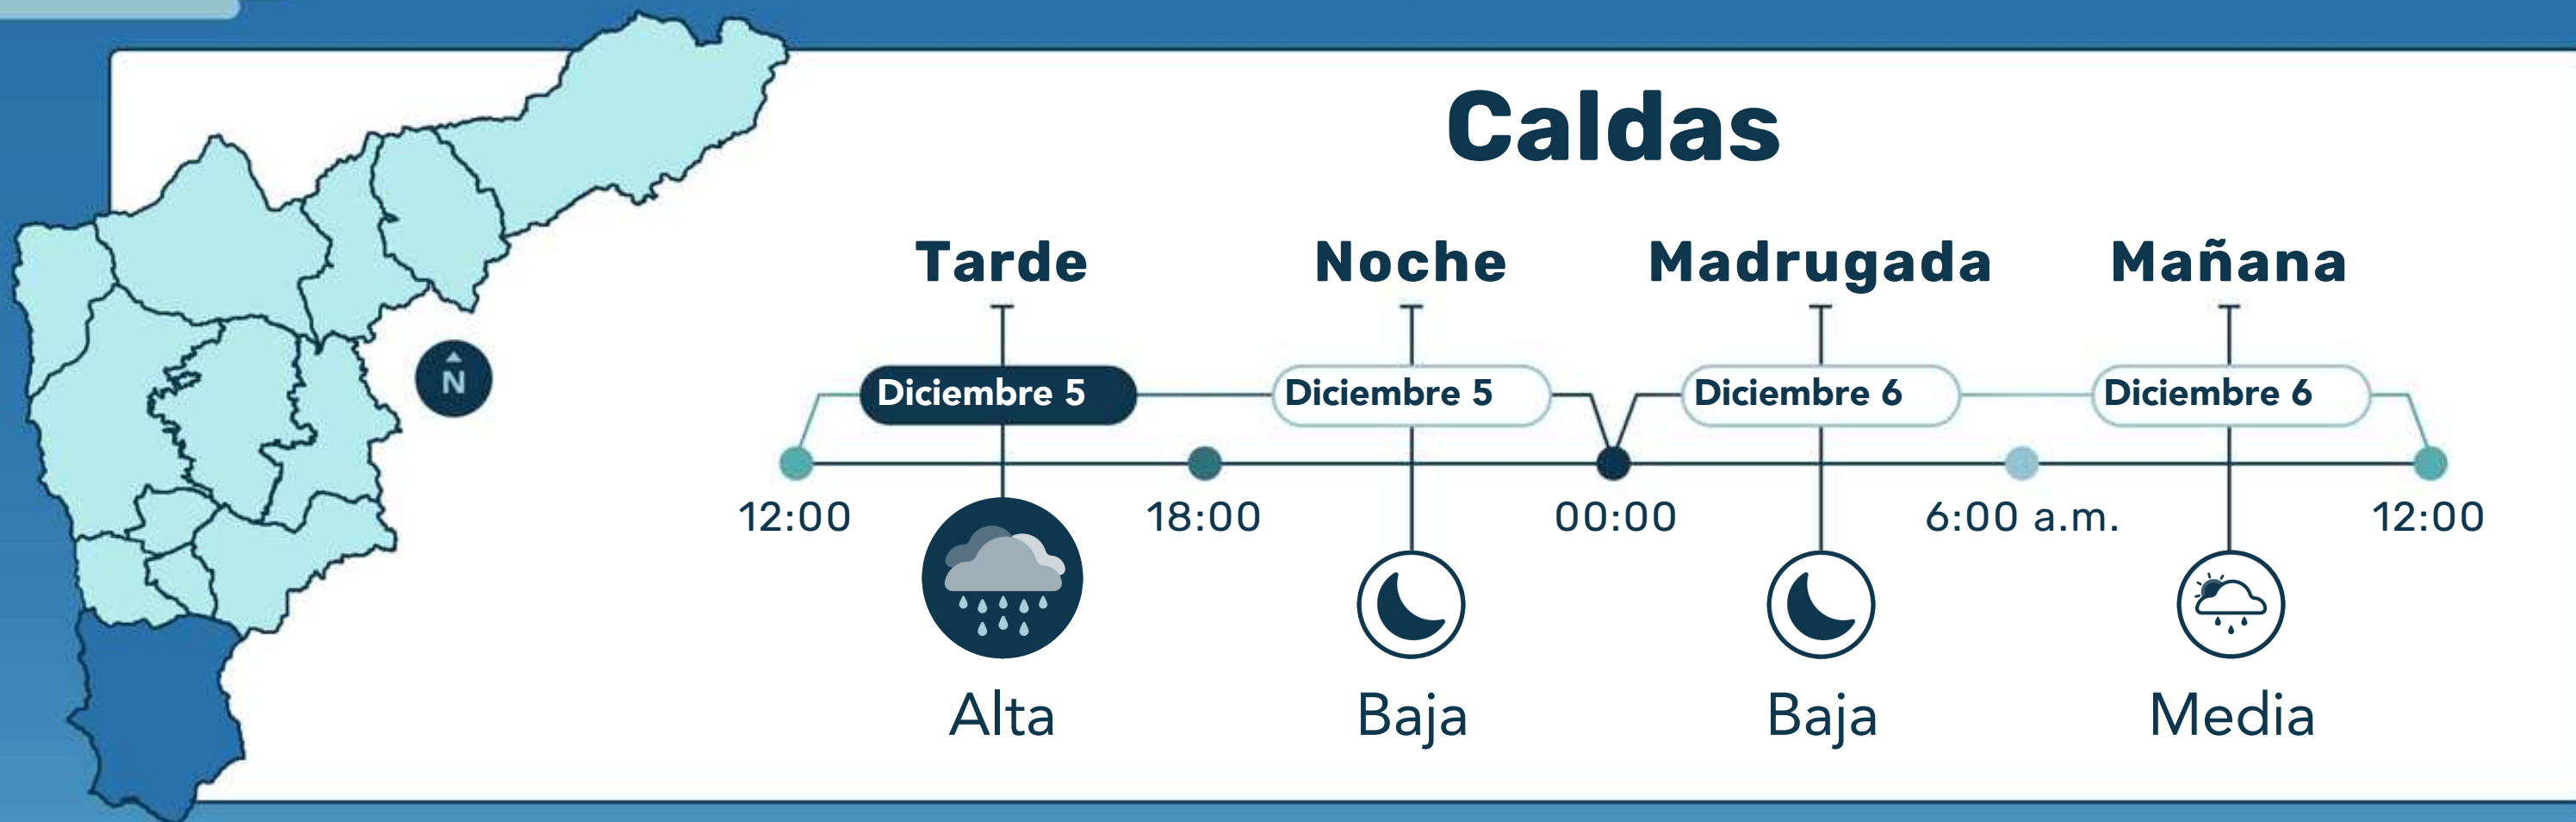 Caldas
Tarde Noche Madrugada Mañana
Diciembre 5 Diciembre 5 Diciembre 6 Diciembre 6
N
12:00 18:00 00:00 6:00 a.m. 12:00
Alta Baja Baja Media